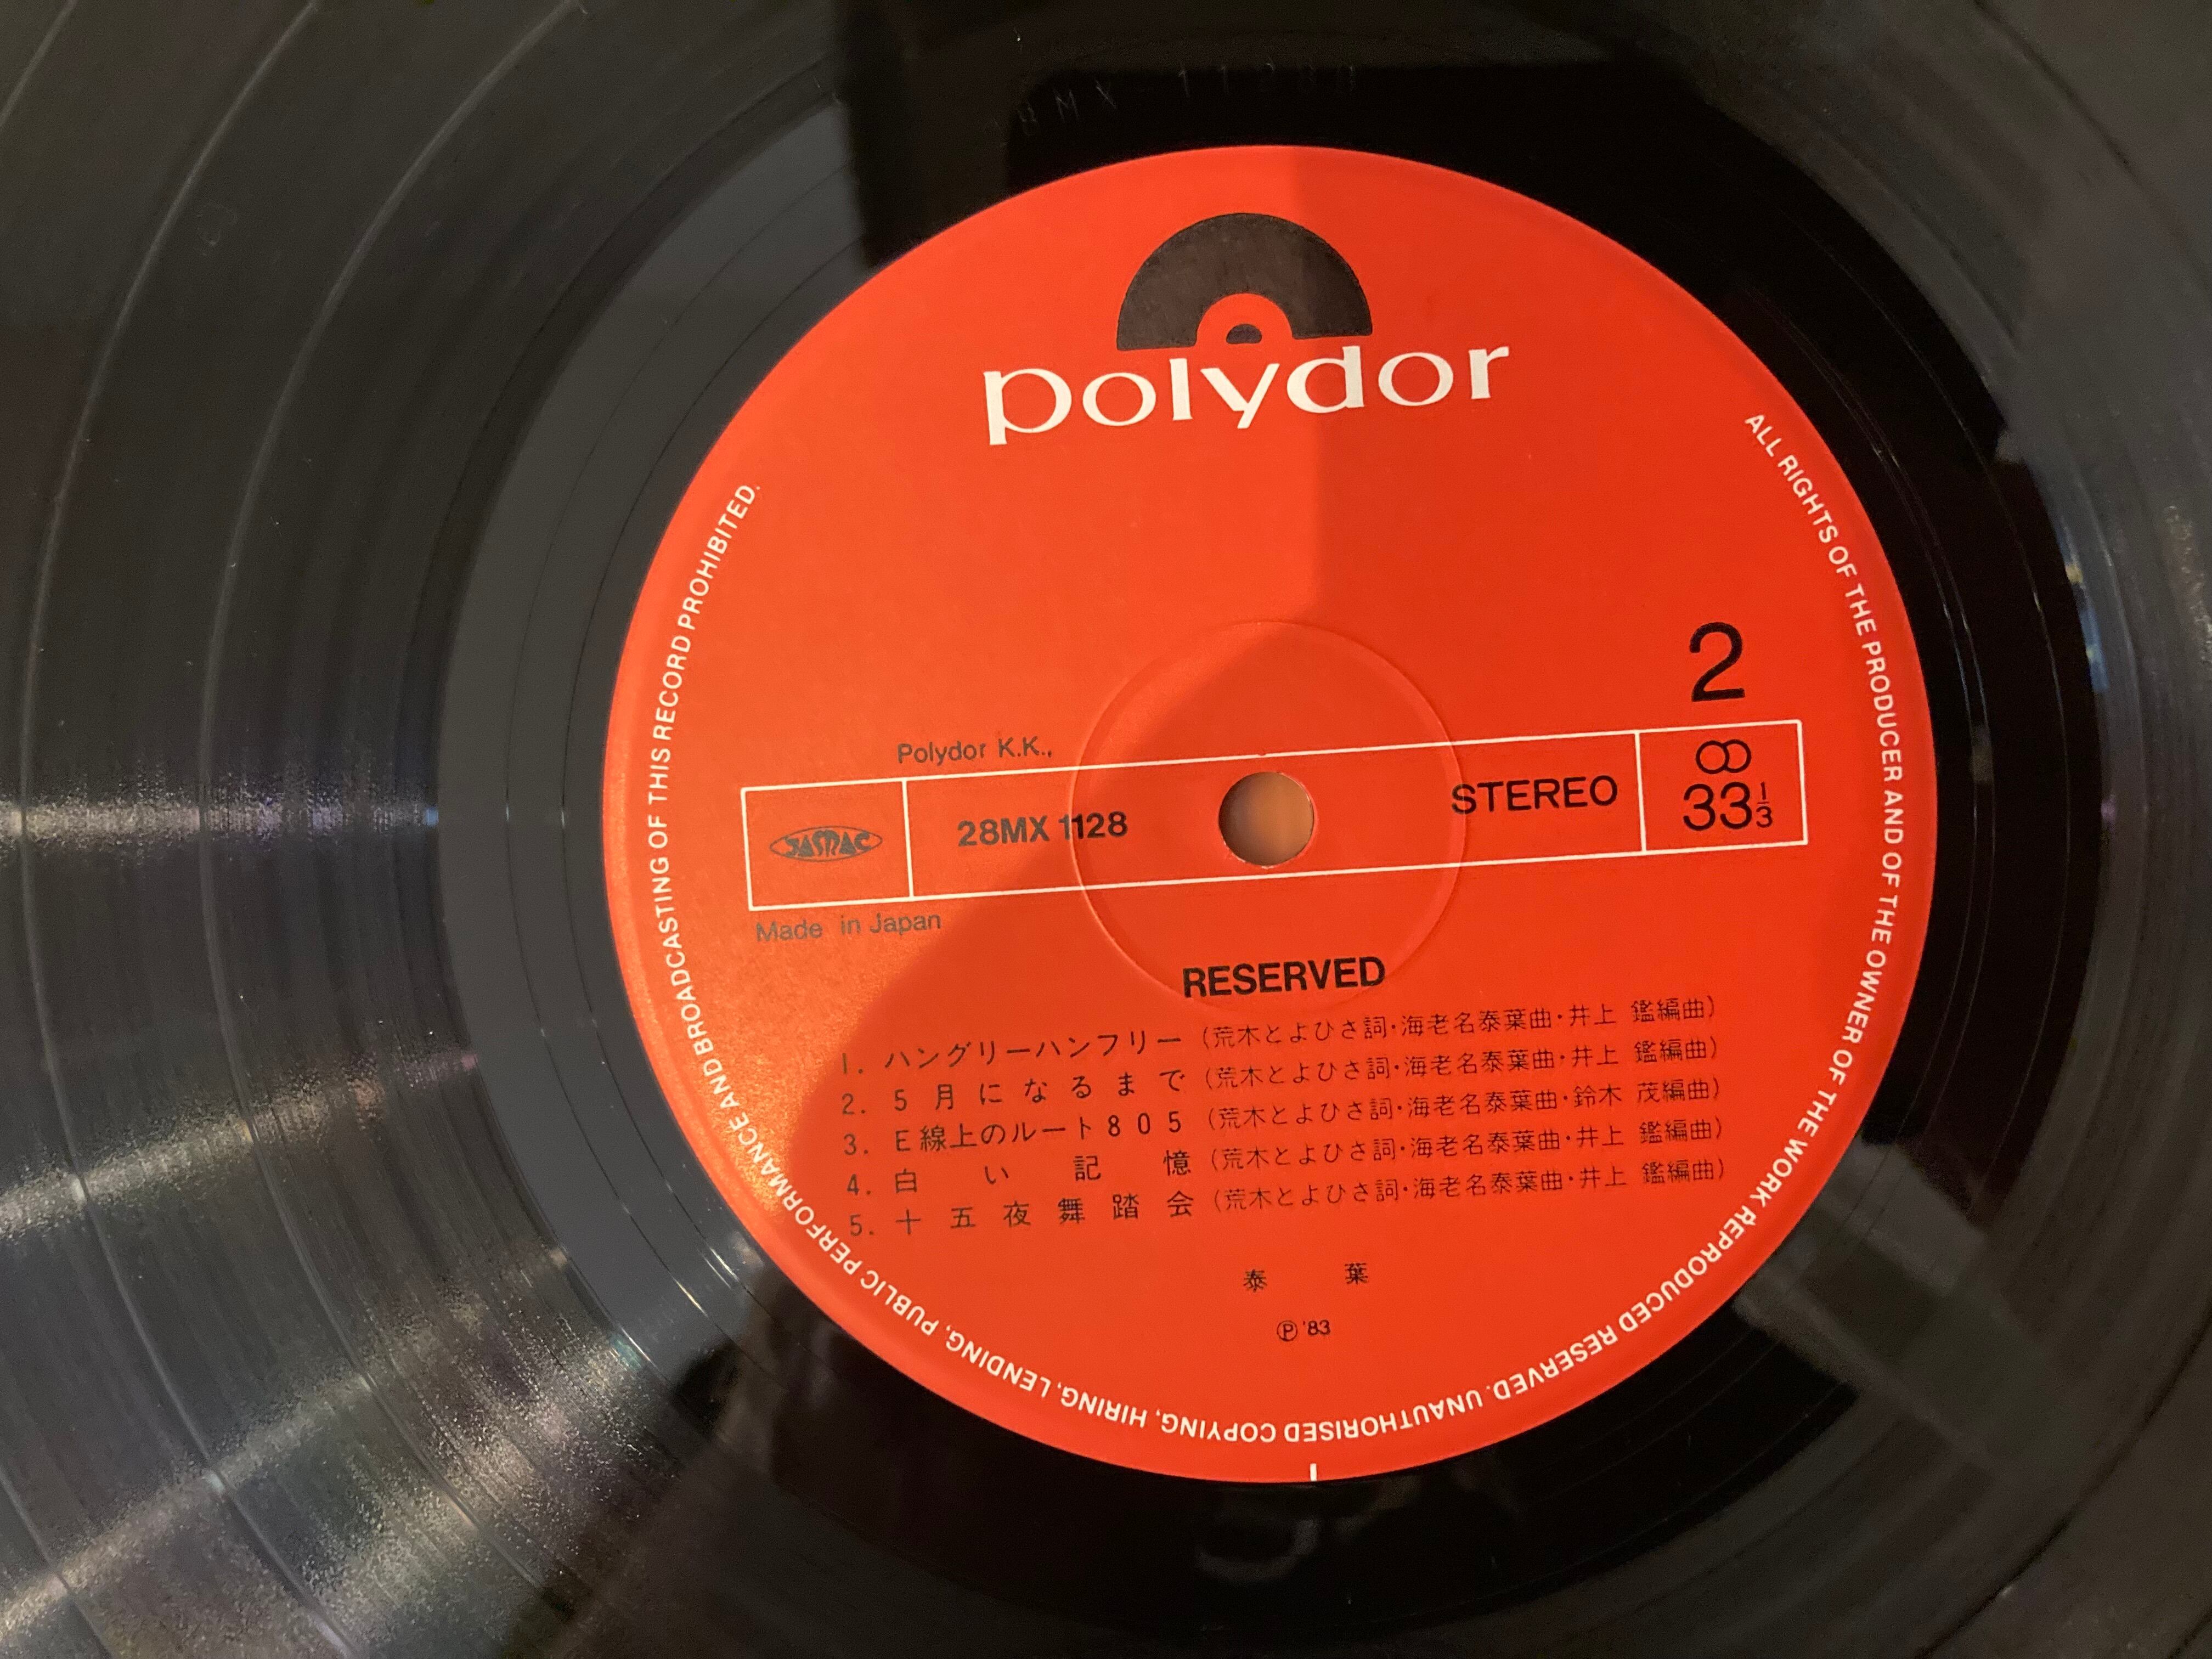 polydor
2
Polydor K.K.,
JASRAC
28MX 1128
STEREO
33 1/3
Made in Japan
RESERVED
1. ハングリーハンフリー (荒木とよひさ詞・海老名泰葉曲・井上 鑑編曲)
2. 5月になるまで (荒木とよひさ詞・海老名泰葉曲・井上 鑑編曲)
3. E線上のルート805 (荒木とよひさ詞・海老名泰葉曲・鈴木 茂編曲)
4. 白い記憶 (荒木とよひさ詞・海老名泰葉曲・井上 鑑編曲)
5. 十五夜舞踏会 (荒木とよひさ詞・海老名泰葉曲・井上 鑑編曲)
泰葉
Ⓟ '83
ALL RIGHTS OF THE PRODUCER AND OF THE OWNER OF THE WORK REPRODUCED RESERVED. UNAUTHORISED COPYING, HIRING, LENDING, PUBLIC PERFORMANCE AND BROADCASTING OF THIS RECORD PROHIBITED.